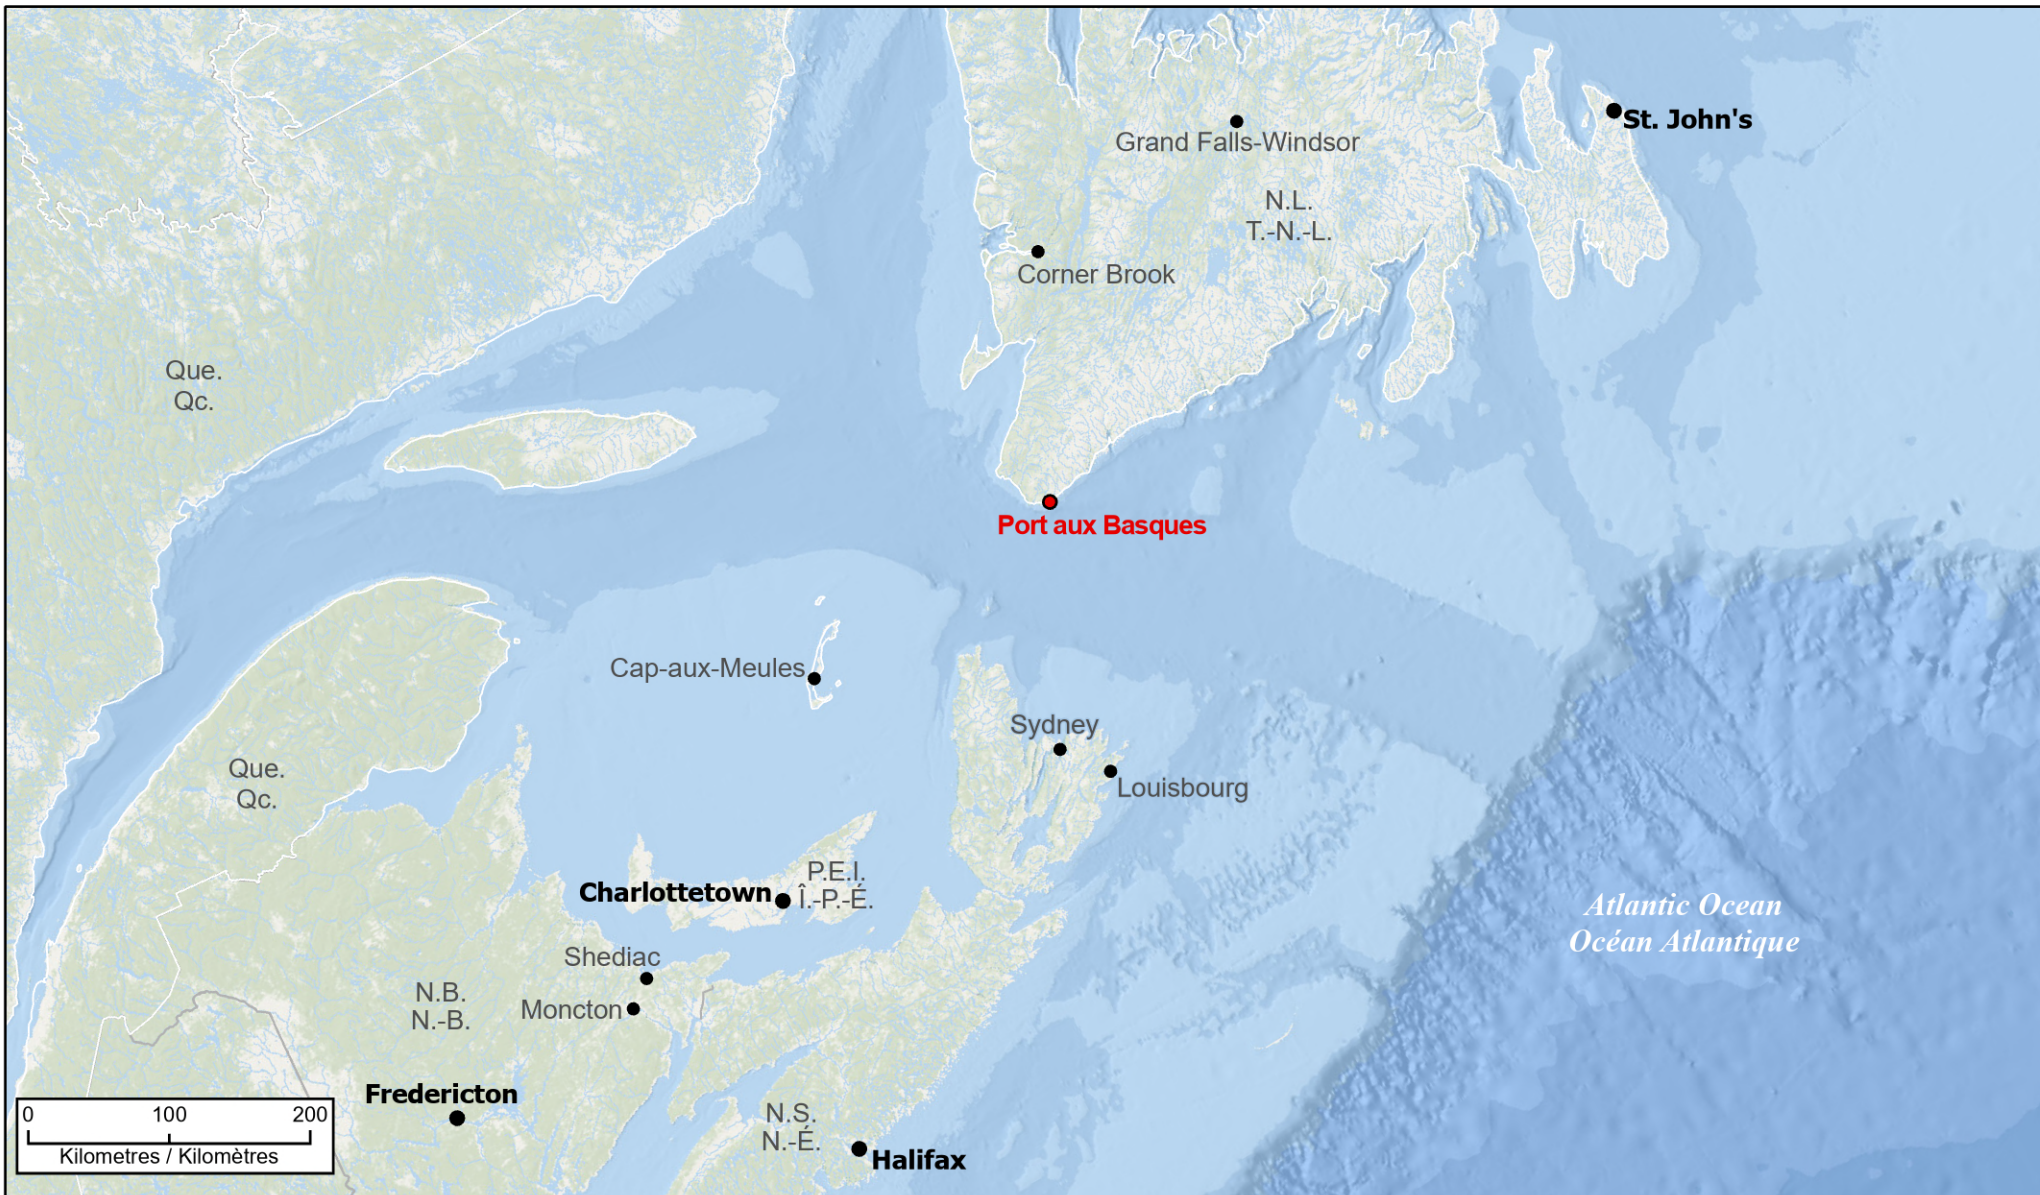 St. John's
Grand Falls-Windsor
N.L.
T.-N.-L.
Corner Brook
Que.
Qc.
Port aux Basques
Cap-aux-Meules
Sydney
Louisbourg
Que.
Qc.
P.E.I.
Î.-P.-É.
Charlottetown
Atlantic Ocean
Océan Atlantique
Shediac
Moncton
N.B.
N.-B.
Fredericton
N.S.
N.-É.
Halifax
0 100 200
Kilometres / Kilomètres